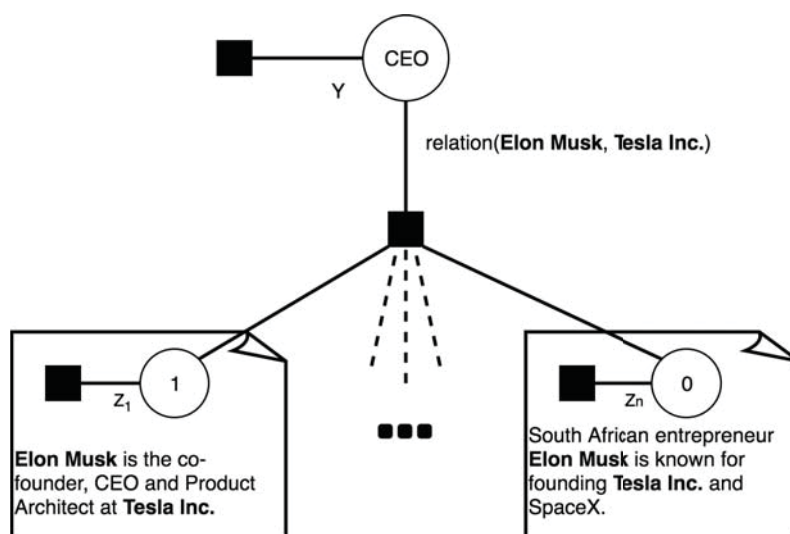 CEO
Y
relation(Elon Musk, Tesla Inc.)
1
Z1
Elon Musk is the co-
founder, CEO and Product
Architect at Tesla Inc.
0
Zn
South African entrepreneur
Elon Musk is known for
founding Tesla Inc. and
SpaceX.